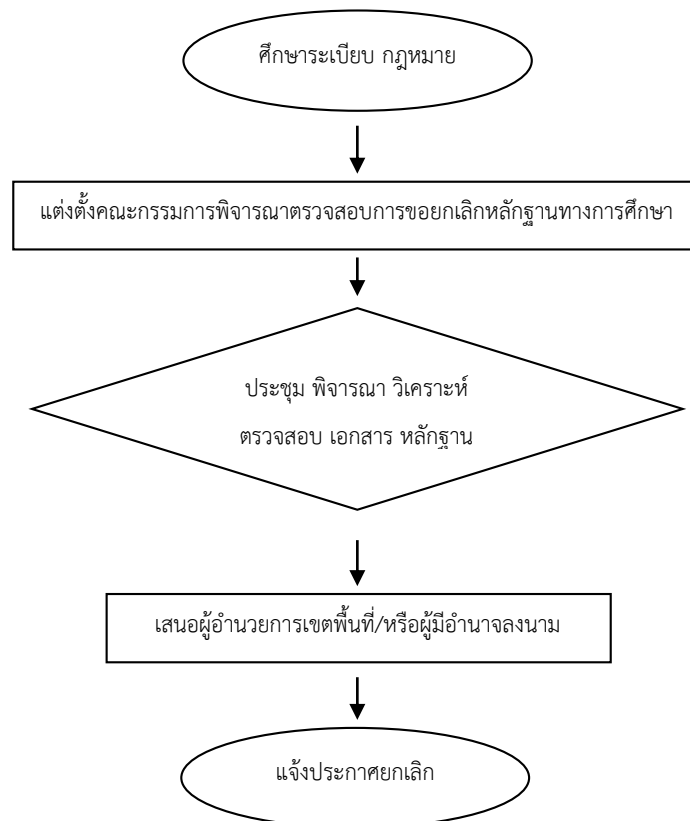 ศึกษาระเบียบ กฎหมาย
แต่งตั้งคณะกรรมการพิจารณาตรวจสอบการขอยกเลิกหลักฐานทางการศึกษา
ประชุม พิจารณา วิเคราะห์
ตรวจสอบ เอกสาร หลักฐาน
เสนอผู้อำนวยการเขตพื้นที่/หรือผู้มีอำนาจลงนาม
แจ้งประกาศยกเลิก